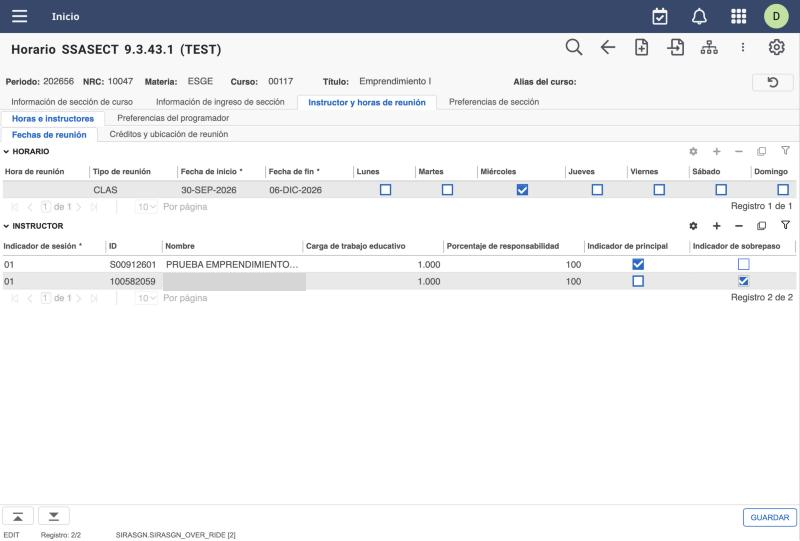 Inicio
D
Horario SSASECT 9.3.43.1 (TEST)
Periodo: 202656 NRC: 10047 Materia: ESGE Curso: 00117 Título: Emprendimiento I Alias del curso:
Información de sección de curso Información de ingreso de sección Instructor y horas de reunión Preferencias de sección
Horas e instructores Preferencias del programador
Fechas de reunión Créditos y ubicación de reunión
HORARIO
Hora de reunión Tipo de reunión Fecha de inicio * Fecha de fin * Lunes Martes Miércoles Jueves Viernes Sábado Domingo
CLAS 30-SEP-2026 06-DIC-2026
1 de 1 10 Por página Registro 1 de 1
INSTRUCTOR
Indicador de sesión * ID Nombre Carga de trabajo educativo Porcentaje de responsabilidad Indicador de principal Indicador de sobrepaso
01 S00912601 PRUEBA EMPRENDIMIENTO... 1.000 100
01 100582059 1.000 100
1 de 1 10 Por página Registro 2 de 2
GUARDAR
EDIT Registro: 2/2 SIRASGN.SIRASGN_OVER_RIDE [2]